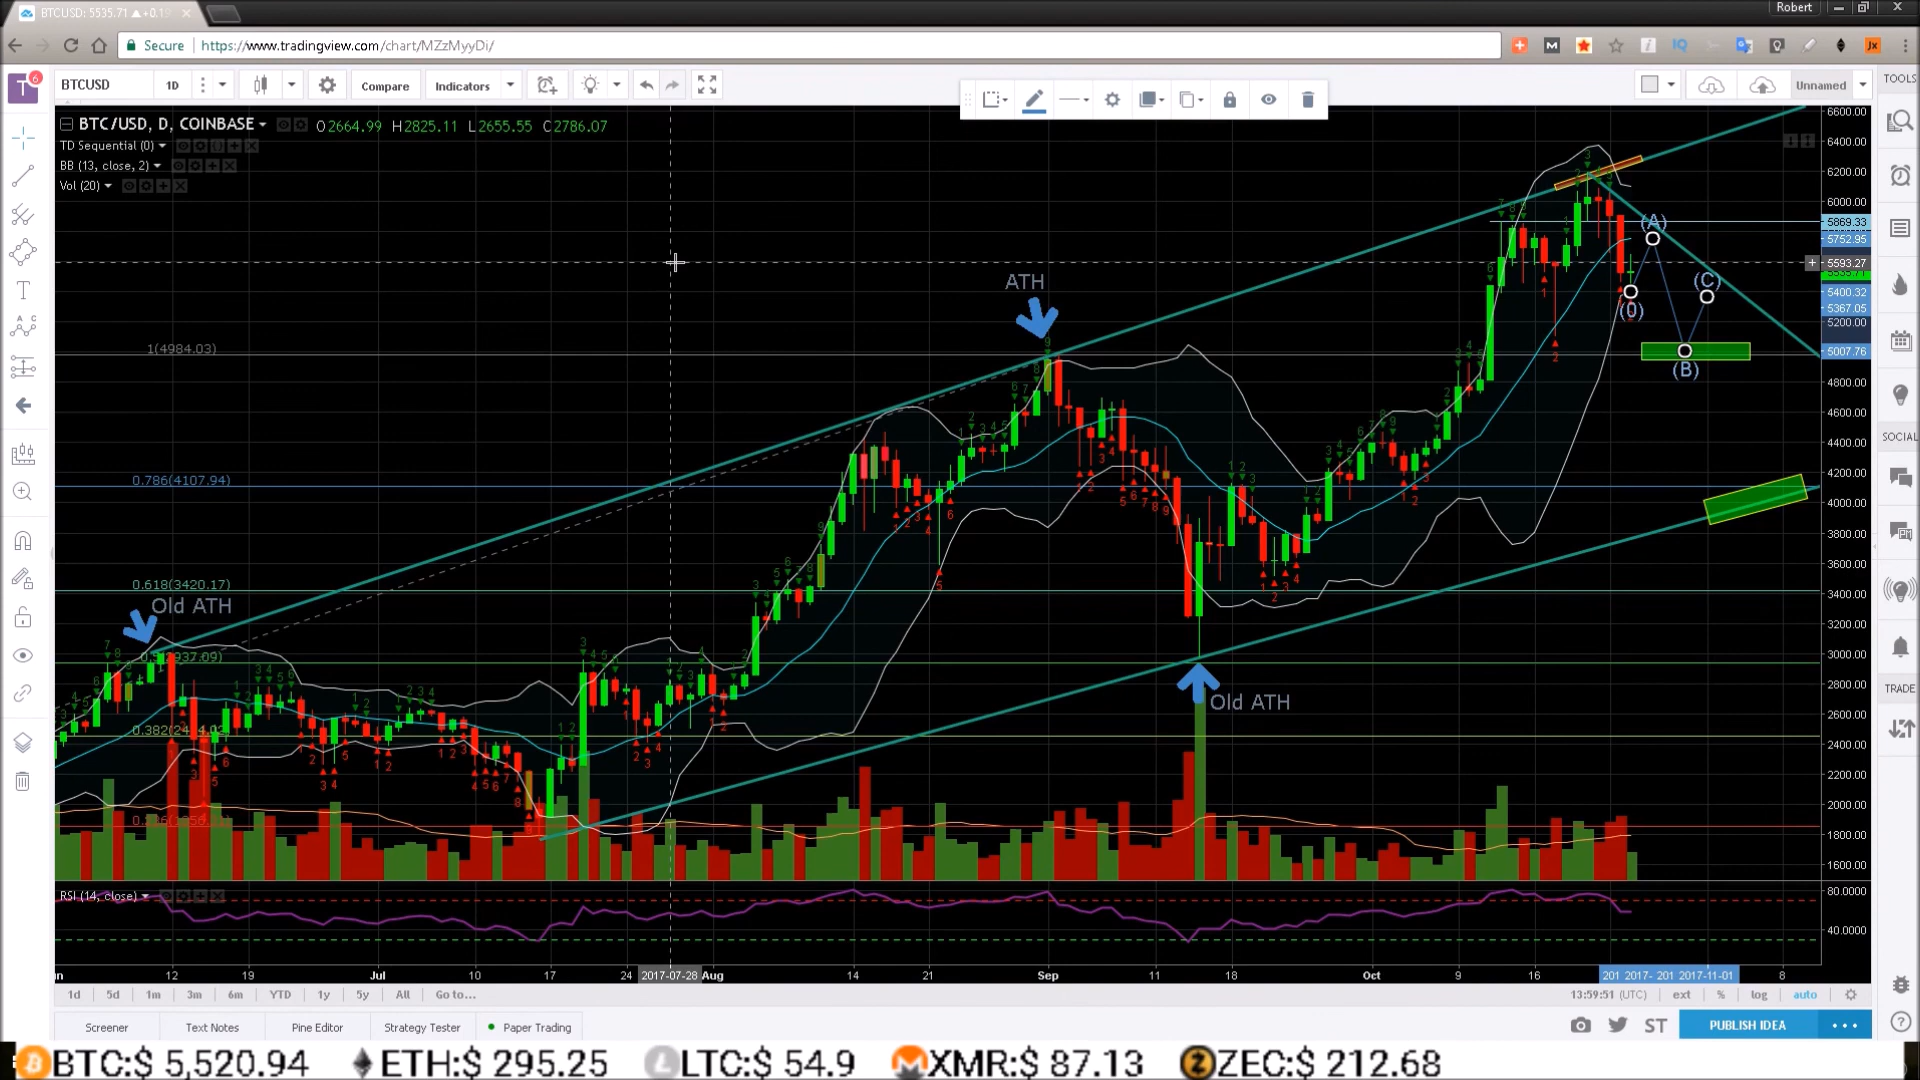 BTCUSD: 5535.71 ▲+0.1
Robert
Secure
https://www.tradingview.com/chart/MZzMyyDi/
BTCUSD 1D Compare Indicators Unnamed
TOOLS
BTC/USD, D, COINBASE O2664.99 H2825.11 L2655.55 C2786.07
TD Sequential (0)
BB (13, close, 2)
Vol (20)
6600.00
6400.00
6200.00
6000.00
5869.33
5752.95
5593.27
5400.32
5367.05
5200.00
5007.76
4800.00
4600.00
4400.00
4200.00
4000.00
3800.00
3600.00
3400.00
3200.00
3000.00
2800.00
2600.00
2400.00
2200.00
2000.00
1800.00
1600.00
(A)
(C)
(0)
(B)
ATH
1(4984.03)
0.786(4107.94)
0.618(3420.17)
Old ATH
Old ATH
SOCIAL
TRADE
RSI (14, close)
80.0000
40.0000
12 19 Jul 10 17 24 2017-07-28 Aug 14 21 Sep 11 18 Oct 9 16 201 2017- 201 2017-11-01 8
1d 5d 1m 3m 6m YTD 1y 5y All Go to... 13:59:51 (UTC) ext % log auto
Screener Text Notes Pine Editor Strategy Tester Paper Trading ST PUBLISH IDEA
BTC:$ 5,520.94 ETH:$ 295.25 LTC:$ 54.9 XMR:$ 87.13 ZEC:$ 212.68